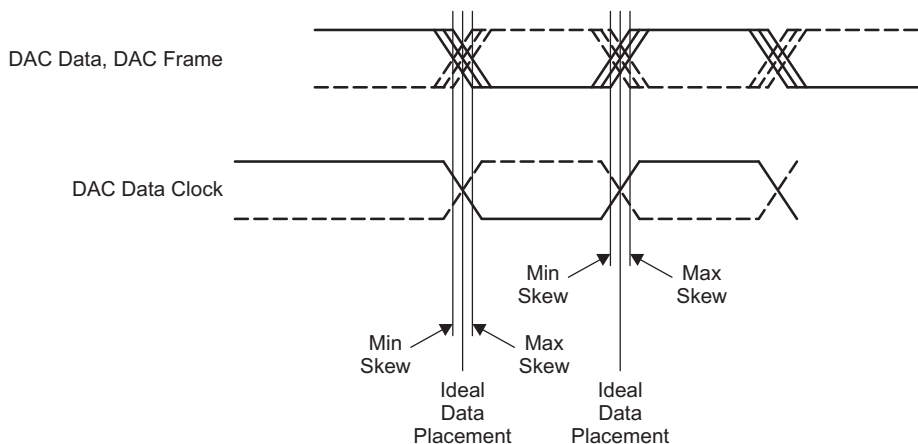 DAC Data, DAC Frame
DAC Data Clock
Min
Skew
Max
Skew
Min
Skew
Max
Skew
Ideal
Data
Placement
Ideal
Data
Placement